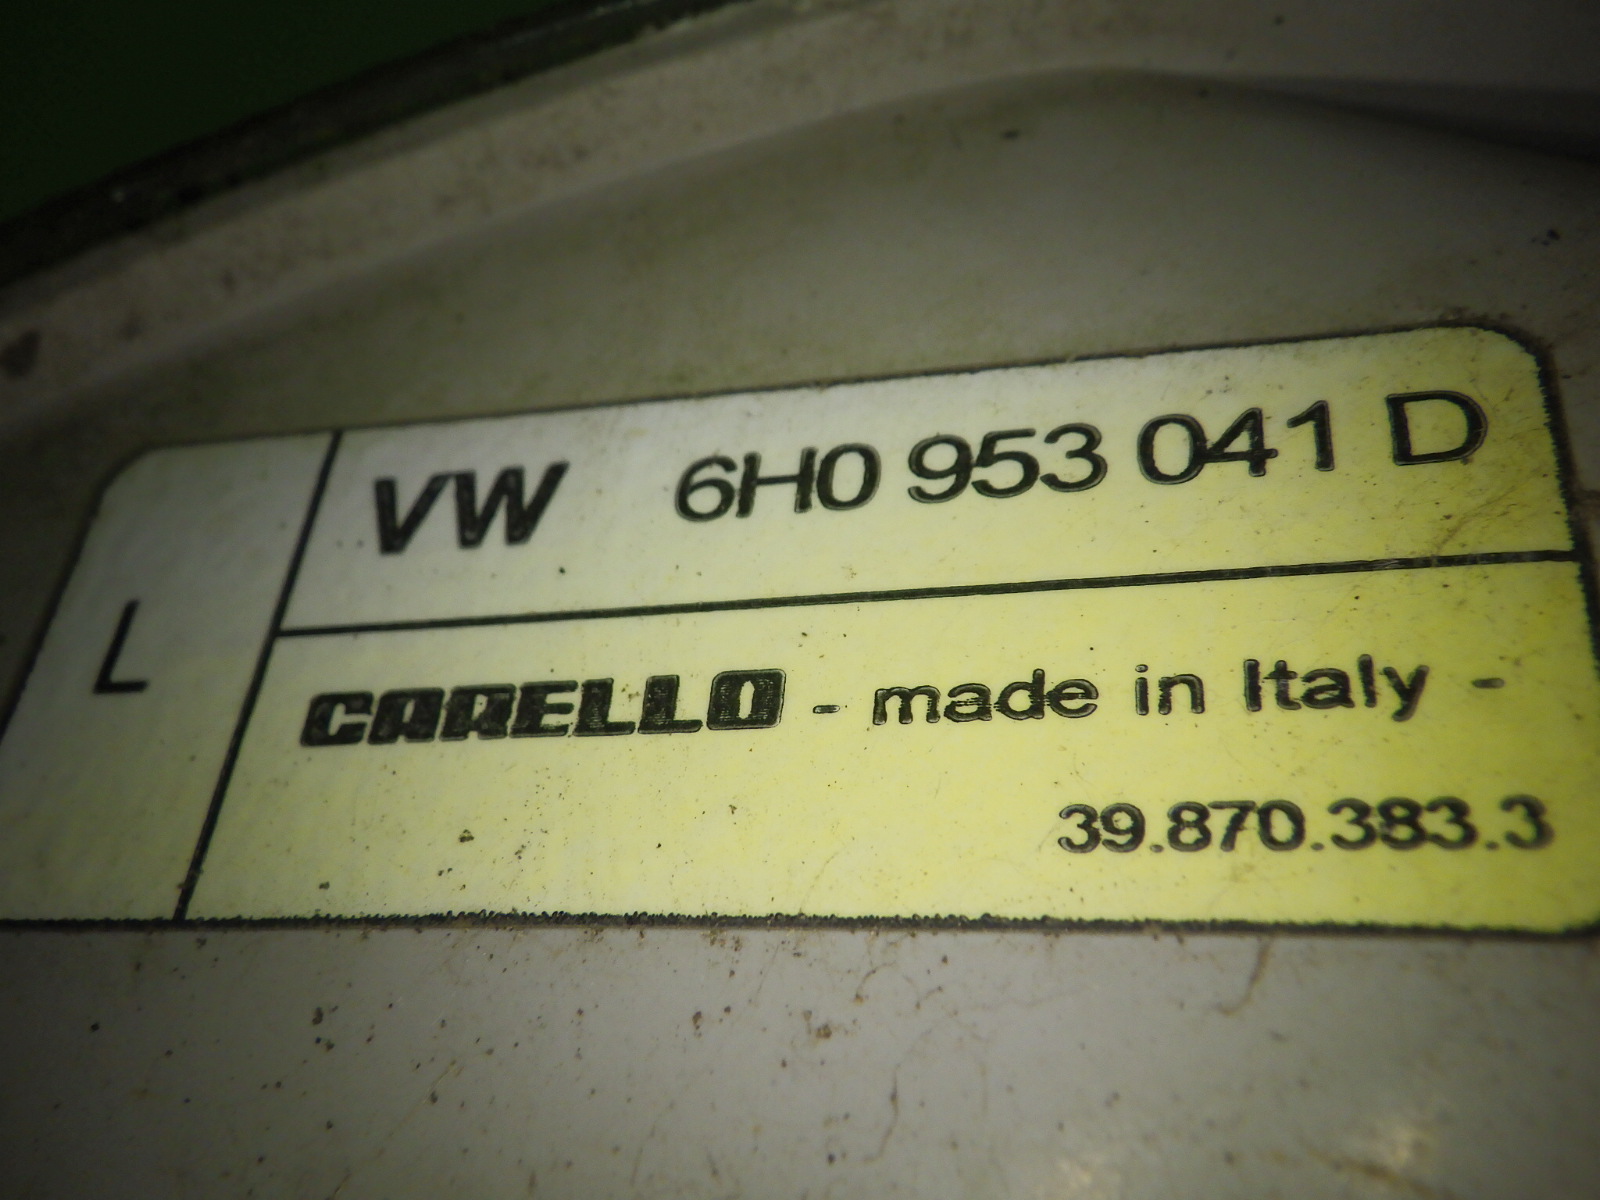 L
VW 6H0 953 041 D
CARELLO - made in Italy -
39.870.383.3